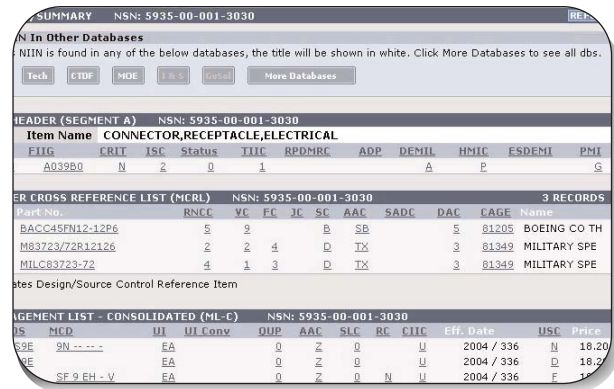 SUMMARY NSN: 5935-00-001-3030
N In Other Databases
NIIN is found in any of the below databases, the title will be shown in white. Click More Databases to see all dbs.
Tech CTDF MOE I & S GoSol More Databases
HEADER (SEGMENT A) NSN: 5935-00-001-3030
Item Name CONNECTOR,RECEPTACLE,ELECTRICAL
FIIG CRIT ISC Status TIIC RPDMRC ADP DEMIL HMIC ESDEMI PMI
A039B0 N 2 0 1 A P G
ER CROSS REFERENCE LIST (MCRL) NSN: 5935-00-001-3030 3 RECORDS
Part No. RNCC VC FC JC SC AAC SADC DAC CAGE Name
BACC45FN12-12P6 5 9 B SB 5 81205 BOEING CO TH
M83723/72R12126 2 2 4 D TX 3 81349 MILITARY SPE
MILC83723-72 4 1 3 D TX 3 81349 MILITARY SPE
ates Design/Source Control Reference Item
AGEMENT LIST - CONSOLIDATED (ML-C) NSN: 5935-00-001-3030
OS MCD UI UI Conv QUP AAC SLC RC CIIC Eff. Date USC Price
S9E 9N -- -- - EA 0 Z 0 U 2004 / 336 N 18.20
9E EA 0 Z 0 U 2004 / 336 D 18.20
SF 9 EH - V EA 0 Z 0 N U 2004 / 336 F